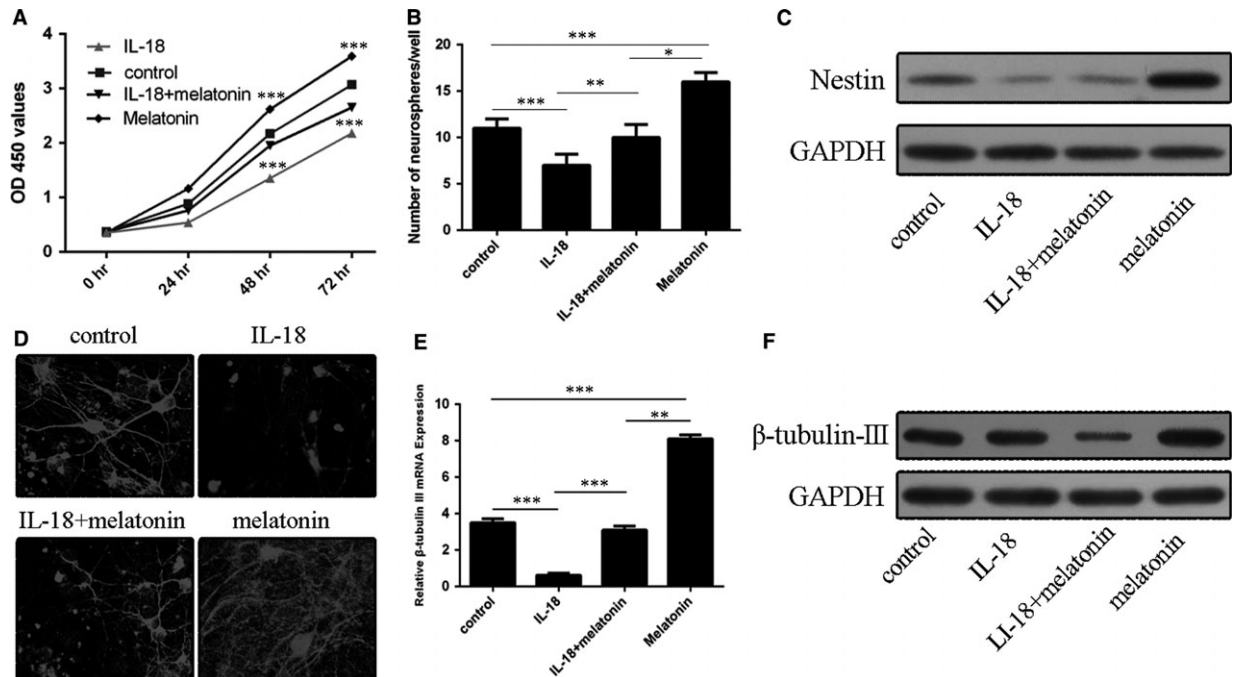 A
OD 450 values
4
3
2
1
0
IL-18
control
IL-18+melatonin
Melatonin
***
***
***
***
0 hr
24 hr
48 hr
72 hr
B
Number of neurospheres/well
20
15
10
5
0
***
*
**
***
control
IL-18
IL-18+melatonin
Melatonin
C
Nestin
GAPDH
control
IL-18
IL-18+melatonin
melatonin
D
control
IL-18
IL-18+melatonin
melatonin
E
Relative β-tubulin III mRNA Expression
10
8
6
4
2
0
***
**
***
***
control
IL-18
IL-18+melatonin
Melatonin
F
β-tubulin-III
GAPDH
control
IL-18
LI-18+melatonin
melatonin